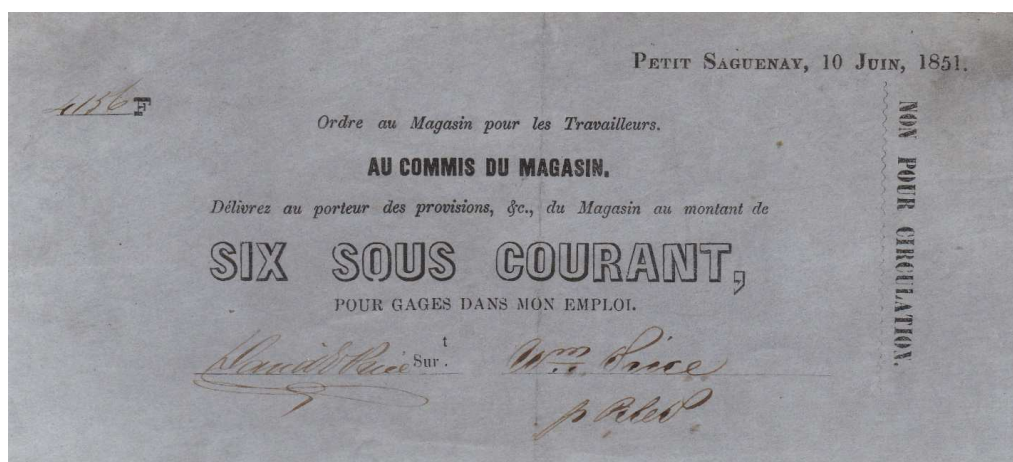 PETIT SAGUENAY, 10 JUIN, 1851.
4156 F
Ordre au Magasin pour les Travailleurs.
AU COMMIS DU MAGASIN.
Délivrez au porteur des provisions, &c., du Magasin au montant de
SIX SOUS COURANT,
POUR GAGES DANS MON EMPLOI.
David E Price Sur.t Wm. Price
NON POUR CIRCULATION.